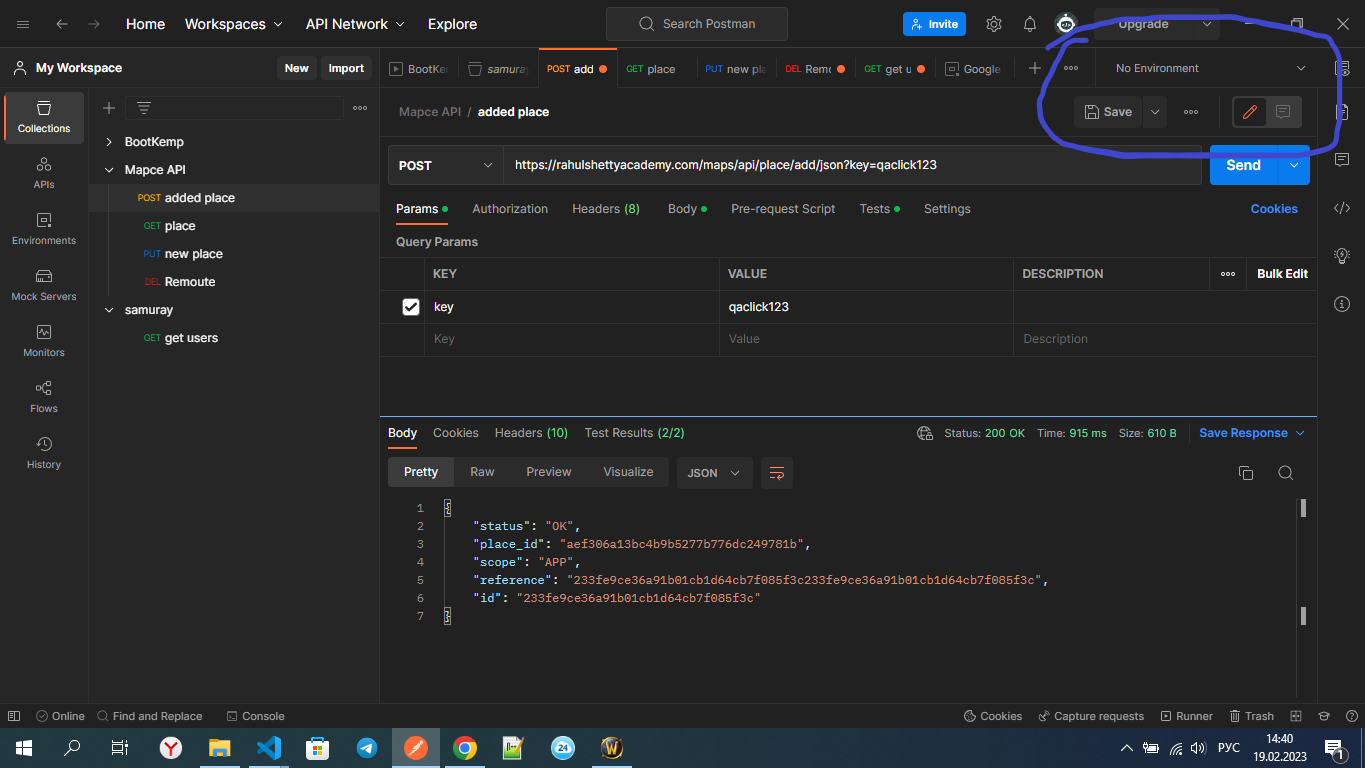 Home Workspaces API Network Explore Search Postman Invite Upgrade
My Workspace New Import BootKe samuray POST add GET place PUT new pla DEL Remo GET get u GET Google No Environment
Collections
APIs
Environments
Mock Servers
Monitors
Flows
History
BootKemp
Mapce API
POST added place
GET place
PUT new place
DEL Remoute
samuray
GET get users
Mapce API / added place Save
POST https://rahulshettyacademy.com/maps/api/place/add/json?key=qaclick123 Send
Params Authorization Headers (8) Body Pre-request Script Tests Settings Cookies
Query Params
KEY VALUE DESCRIPTION Bulk Edit
key qaclick123
Key Value Description
Body Cookies Headers (10) Test Results (2/2) Status: 200 OK Time: 915 ms Size: 610 B Save Response
Pretty Raw Preview Visualize JSON
1 {
2 "status": "OK",
3 "place_id": "aef306a13bc4b9b5277b776dc249781b",
4 "scope": "APP",
5 "reference": "233fe9ce36a91b01cb1d64cb7f085f3c233fe9ce36a91b01cb1d64cb7f085f3c",
6 "id": "233fe9ce36a91b01cb1d64cb7f085f3c"
7 }
Online Find and Replace Console Cookies Capture requests Runner Trash
24 РУС 14:40
19.02.2023 1